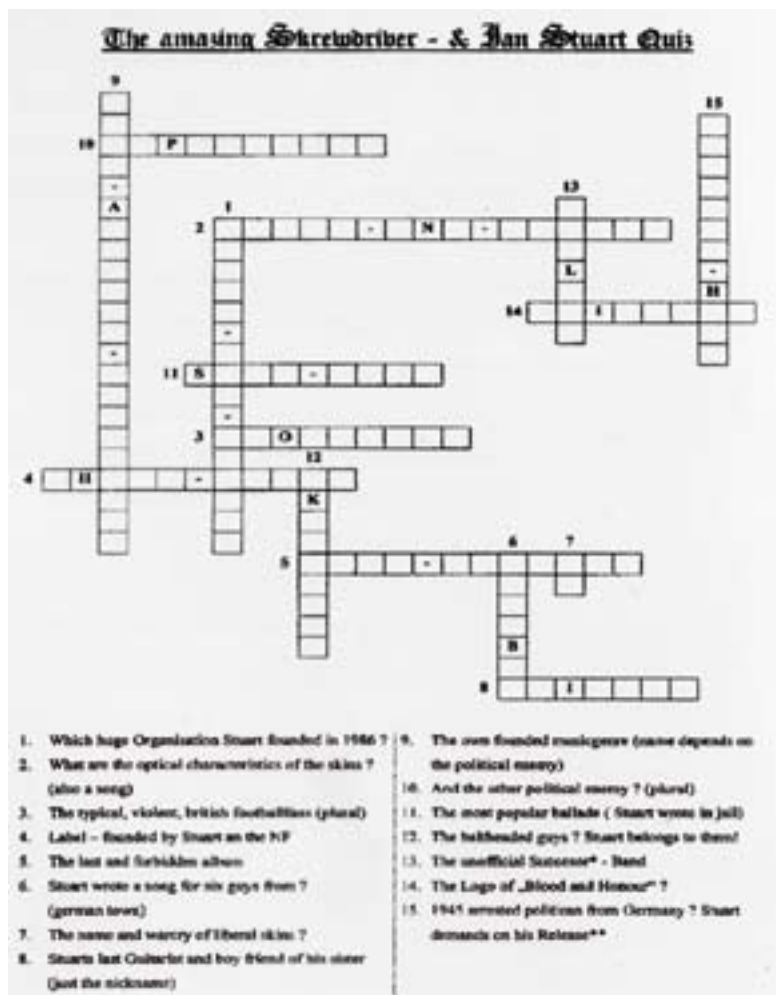 The amazing Skrewdriver - & Ian Stuart Quiz
9
15
10 P
-
A
13
1
2 - N -
-
L
H
14 I
-
-
11 S -
-
3 O
12
4 H -
K
6 7
5 -
B
8 I
1. Which huge Organisation Stuart founded in 1986 ?
2. What are the optical characteristics of the skins ?
(also a song)
3. The typical, violent, british footballfans (plural)
4. Label – founded by Stuart an the NF
5. The last and forbidden album
6. Stuart wrote a song for six guys from ?
(german town)
7. The name and warcry of liberal skins ?
8. Stuarts last Guitarist and boy friend of his sister
(just the nickname)
9. The own founded musicgenre (name depends on
the political enemy)
10. And the other political enemy ? (plural)
11. The most popular ballade ( Stuart wrote in jail)
12. The baltheaded guys ? Stuart belongs to them!
13. The unofficial - Band
14. The Logo of „Blood and Honour“ ?
15. 1945 arrested politican from Germany ? Stuart
demands on his Release**